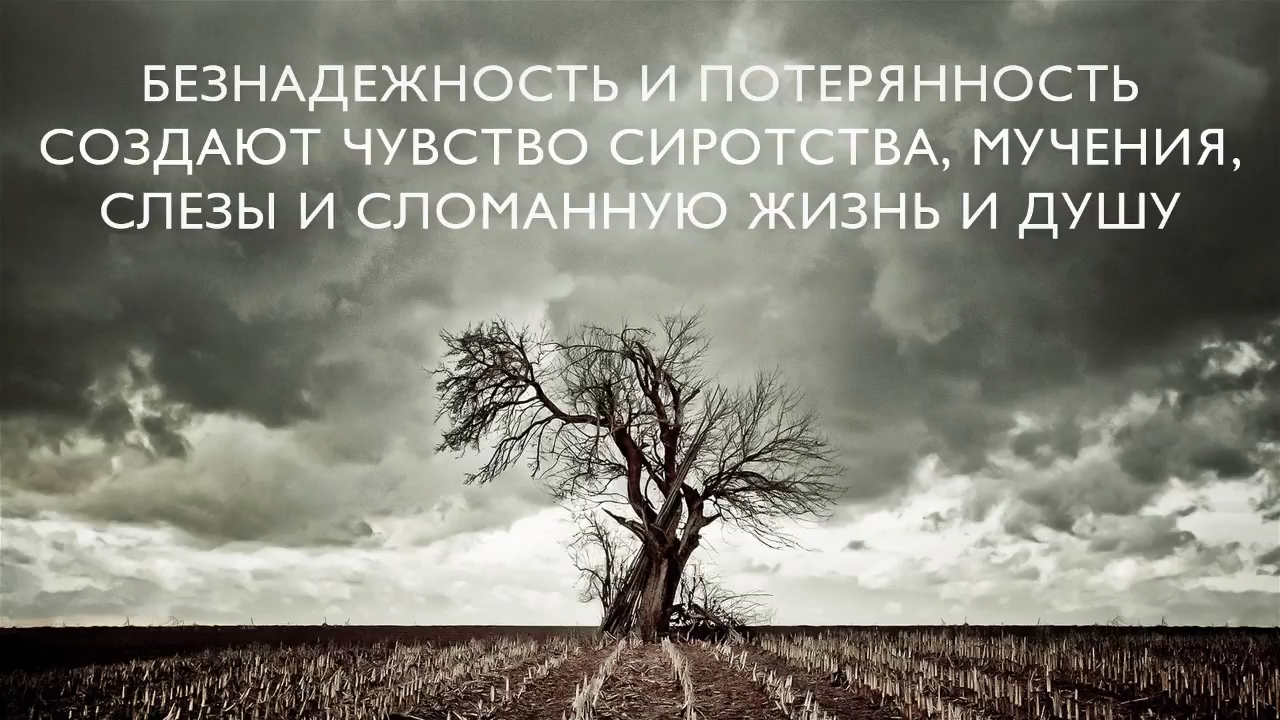 БЕЗНАДЕЖНОСТЬ И ПОТЕРЯННОСТЬ
СОЗДАЮТ ЧУВСТВО СИРОТСТВА, МУЧЕНИЯ,
СЛЕЗЫ И СЛОМАННУЮ ЖИЗНЬ И ДУШУ